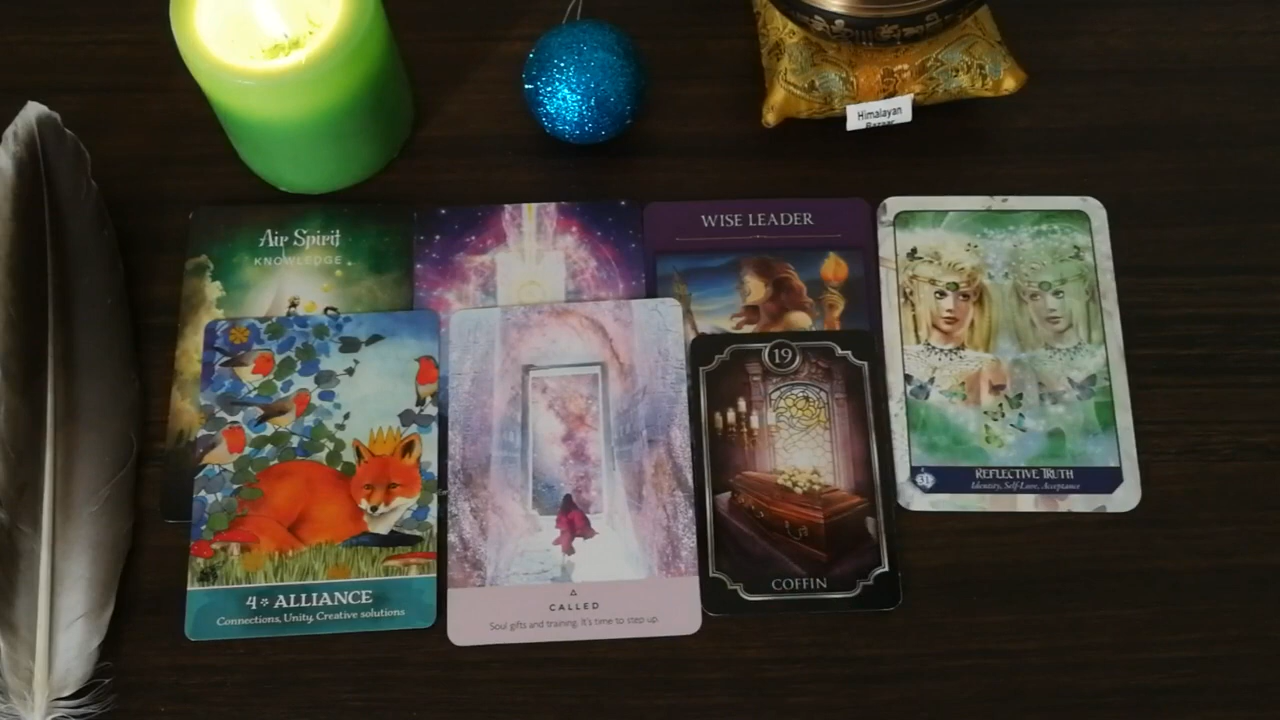 Himalayan
Bazaar
Air Spirit
KNOWLEDGE
WISE LEADER
4 ALLIANCE
Connections, Unity, Creative solutions
CALLED
Soul gifts and training. It's time to step up.
19
COFFIN
31
REFLECTIVE TRUTH
Identity, Self-Love, Acceptance